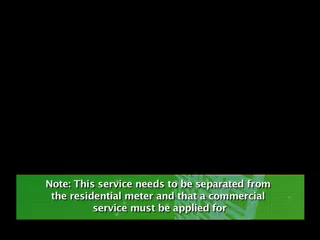 Note: This service needs to be separated from
the residential meter and that a commercial
service must be applied for